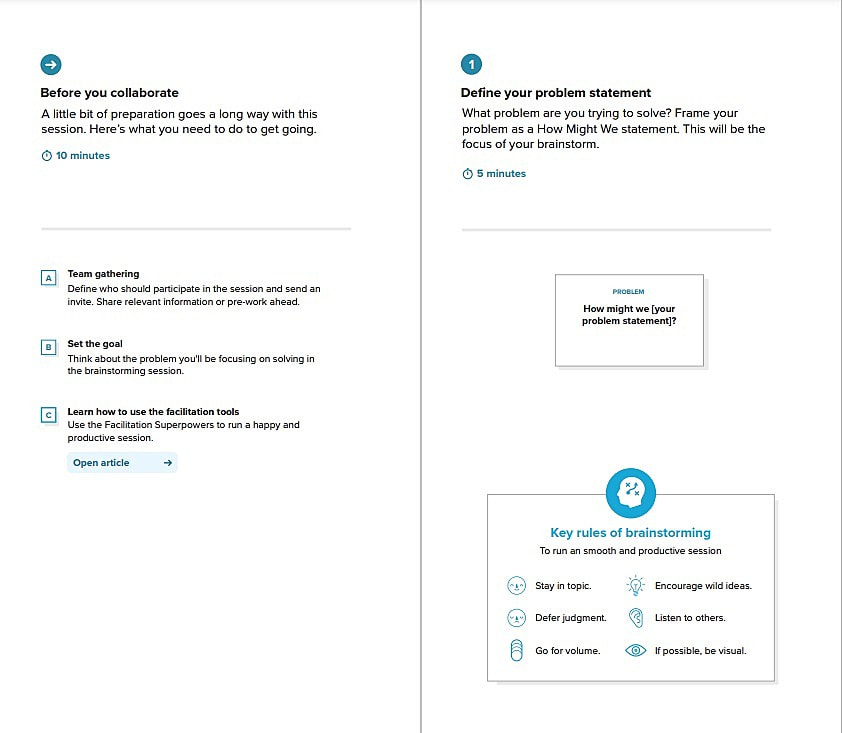 Before you collaborate
A little bit of preparation goes a long way with this
session. Here's what you need to do to get going.
10 minutes
A
Team gathering
Define who should participate in the session and send an
invite. Share relevant information or pre-work ahead.
B
Set the goal
Think about the problem you'll be focusing on solving in
the brainstorming session.
C
Learn how to use the facilitation tools
Use the Facilitation Superpowers to run a happy and
productive session.
Open article
1
Define your problem statement
What problem are you trying to solve? Frame your
problem as a How Might We statement. This will be the
focus of your brainstorm.
5 minutes
PROBLEM
How might we [your
problem statement]?
Key rules of brainstorming
To run an smooth and productive session
Stay in topic.
Encourage wild ideas.
Defer judgment.
Listen to others.
Go for volume.
If possible, be visual.